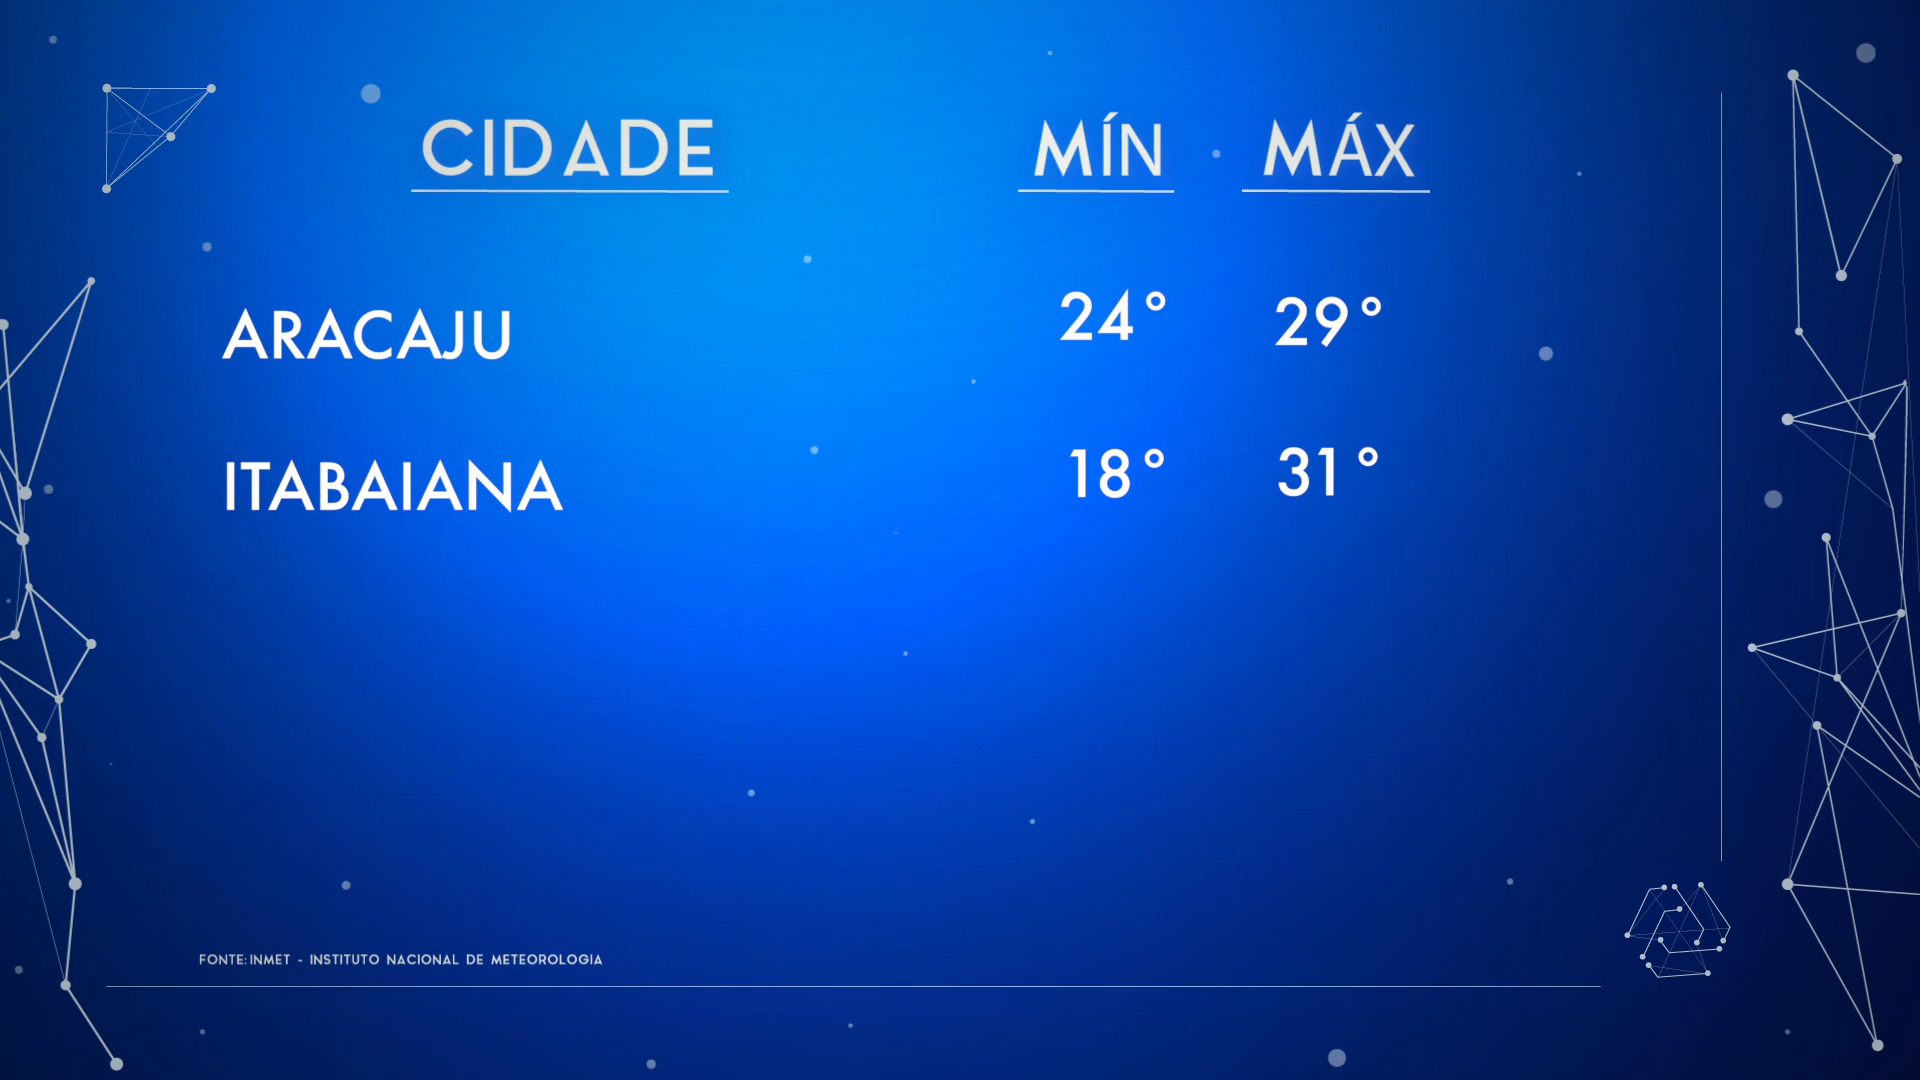 CIDADE MÍN MÁX
ARACAJU 24° 29°
ITABAIANA 18° 31°
FONTE: INMET - INSTITUTO NACIONAL DE METEOROLOGIA